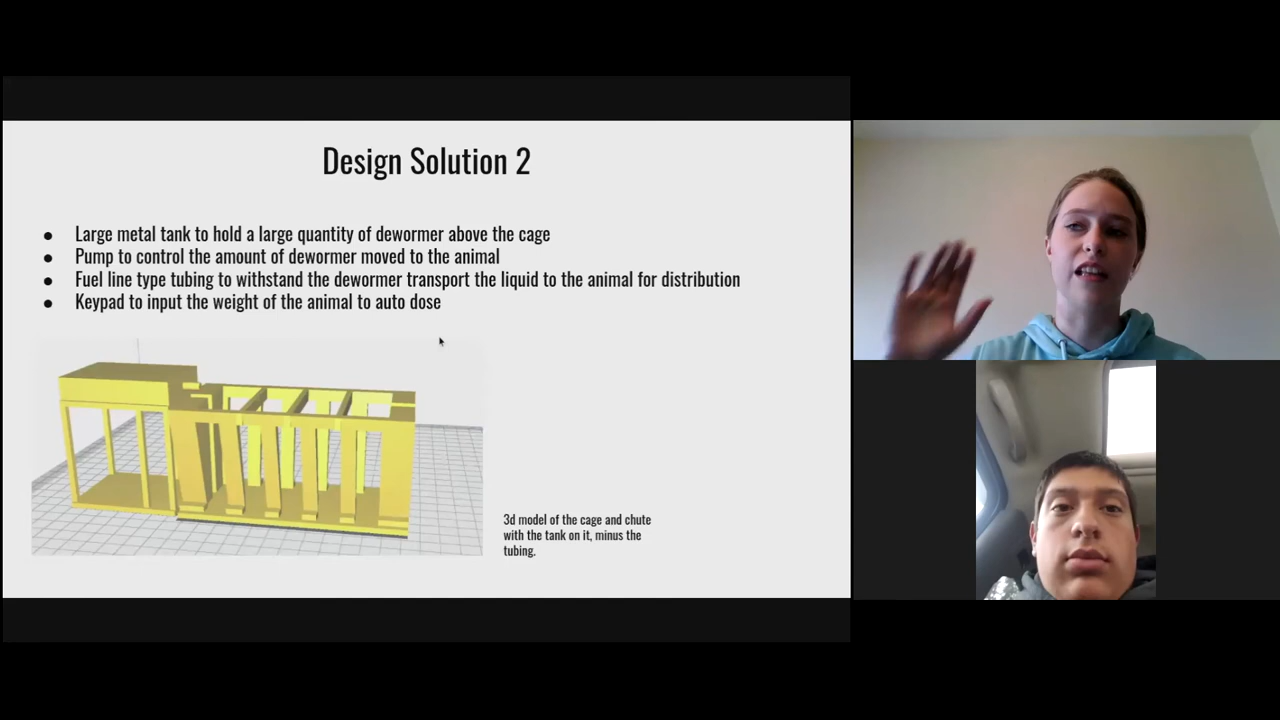 Design Solution 2
● Large metal tank to hold a large quantity of dewormer above the cage
● Pump to control the amount of dewormer moved to the animal
● Fuel line type tubing to withstand the dewormer transport the liquid to the animal for distribution
● Keypad to input the weight of the animal to auto dose
3d model of the cage and chute
with the tank on it, minus the
tubing.